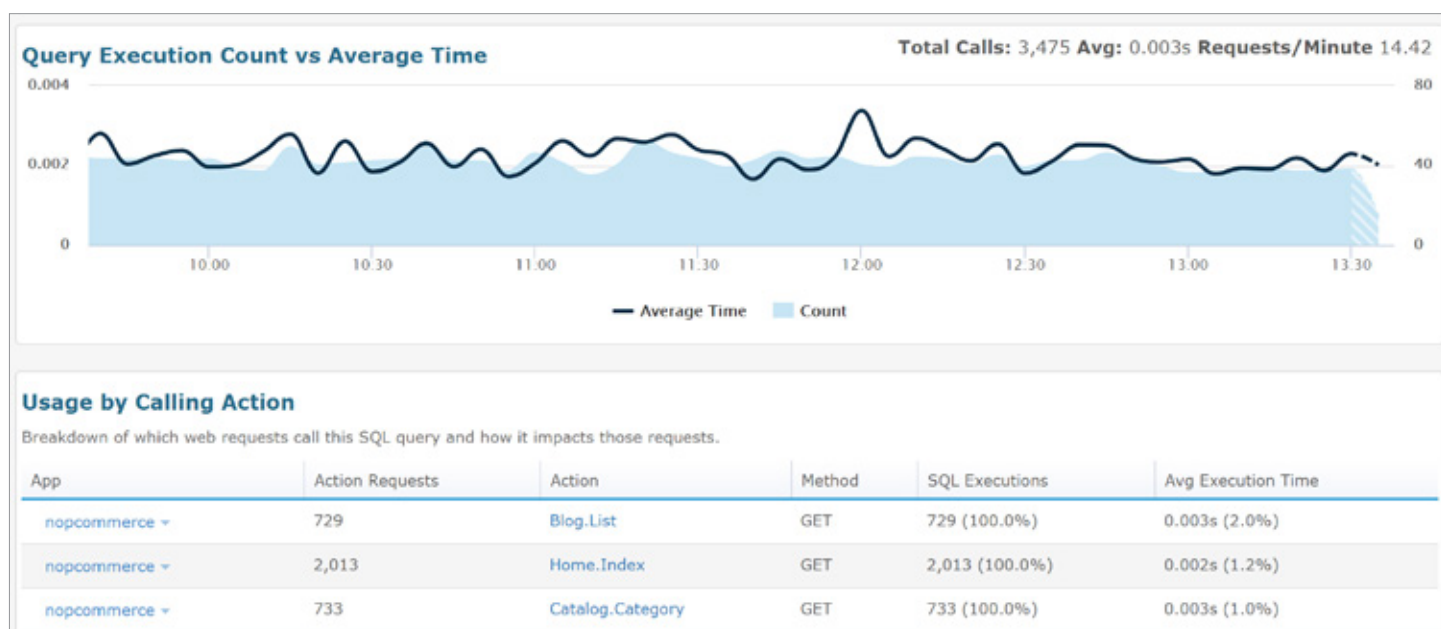 Query Execution Count vs Average Time
Total Calls: 3,475 Avg: 0.003s Requests/Minute 14.42
0.004 80
0.002 40
0 0
10:00 10:30 11:00 11:30 12:00 12:30 13:00 13:30
Average Time Count
Usage by Calling Action
Breakdown of which web requests call this SQL query and how it impacts those requests.
App Action Requests Action Method SQL Executions Avg Execution Time
nopcommerce 729 Blog.List GET 729 (100.0%) 0.003s (2.0%)
nopcommerce 2,013 Home.Index GET 2,013 (100.0%) 0.002s (1.2%)
nopcommerce 733 Catalog.Category GET 733 (100.0%) 0.003s (1.0%)